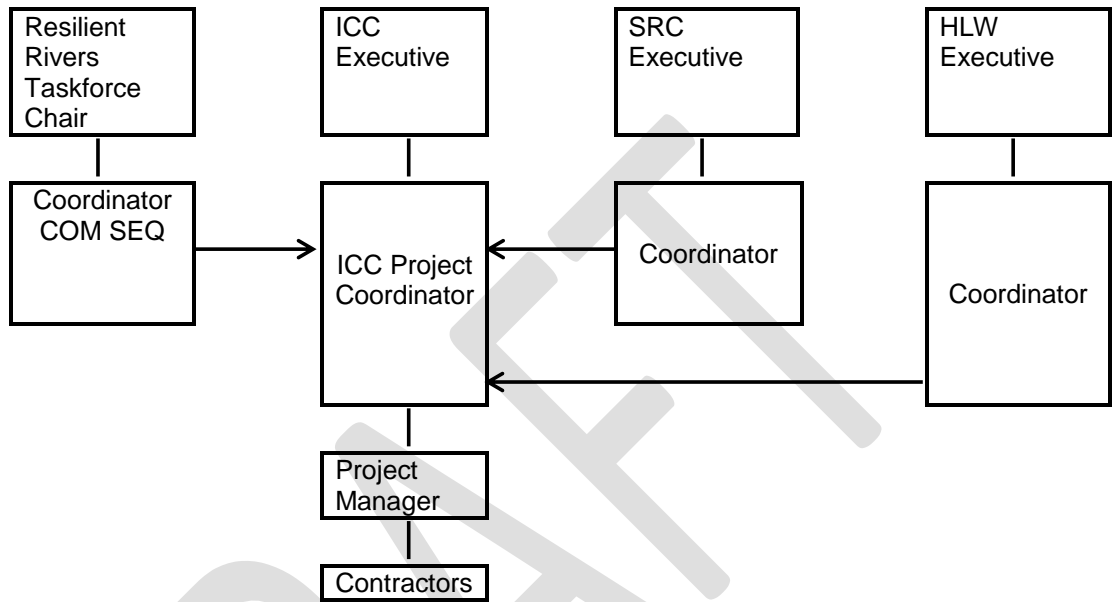 Resilient
Rivers
Taskforce
Chair
ICC
Executive
SRC
Executive
HLW
Executive
Coordinator
COM SEQ
ICC Project
Coordinator
Coordinator
Coordinator
Project
Manager
Contractors
DRAFT